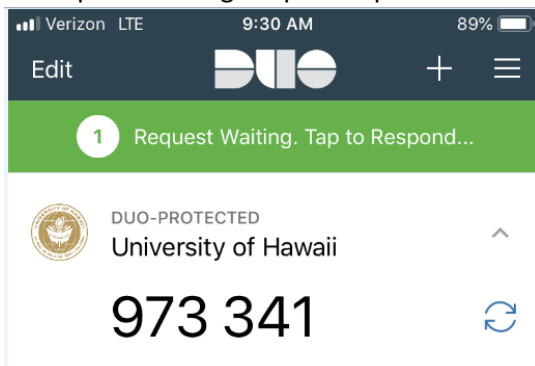 Verizon LTE 9:30 AM 89%
Edit DUO
1 Request Waiting. Tap to Respond...
DUO-PROTECTED
University of Hawaii
973 341